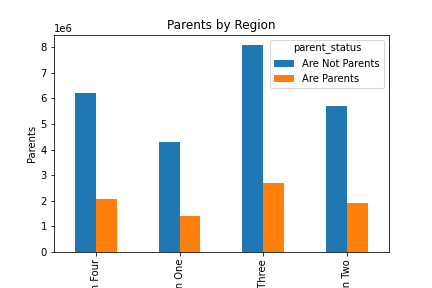 Parents by Region
1e6
parent_status
Are Not Parents
Are Parents
Parents
8
7
6
5
4
3
2
1
0
n Four
n One
Three
n Two